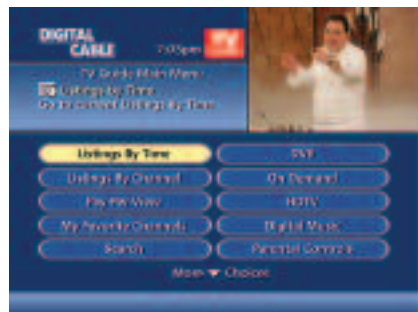 DIGITAL
CABLE
7:05pm
TV
TV Guide Main Menu
Listings By Time
Go to current Listings By Time
Listings By Time
DVR
Listings By Channel
On Demand
Pay-Per-View
HDTV
My Favorite Channels
Digital Music
Search
Parental Controls
More Choices